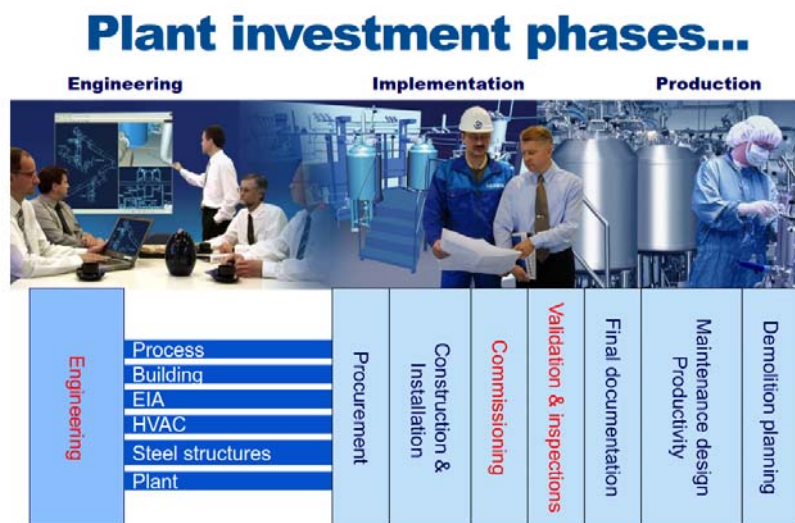 Plant investment phases...
Engineering
Implementation
Production
Engineering
Process
Building
EIA
HVAC
Steel structures
Plant
Procurement
Construction &
Installation
Commissioning
Validation & inspections
Final documentation
Maintenance design
Productivity
Demolition planning